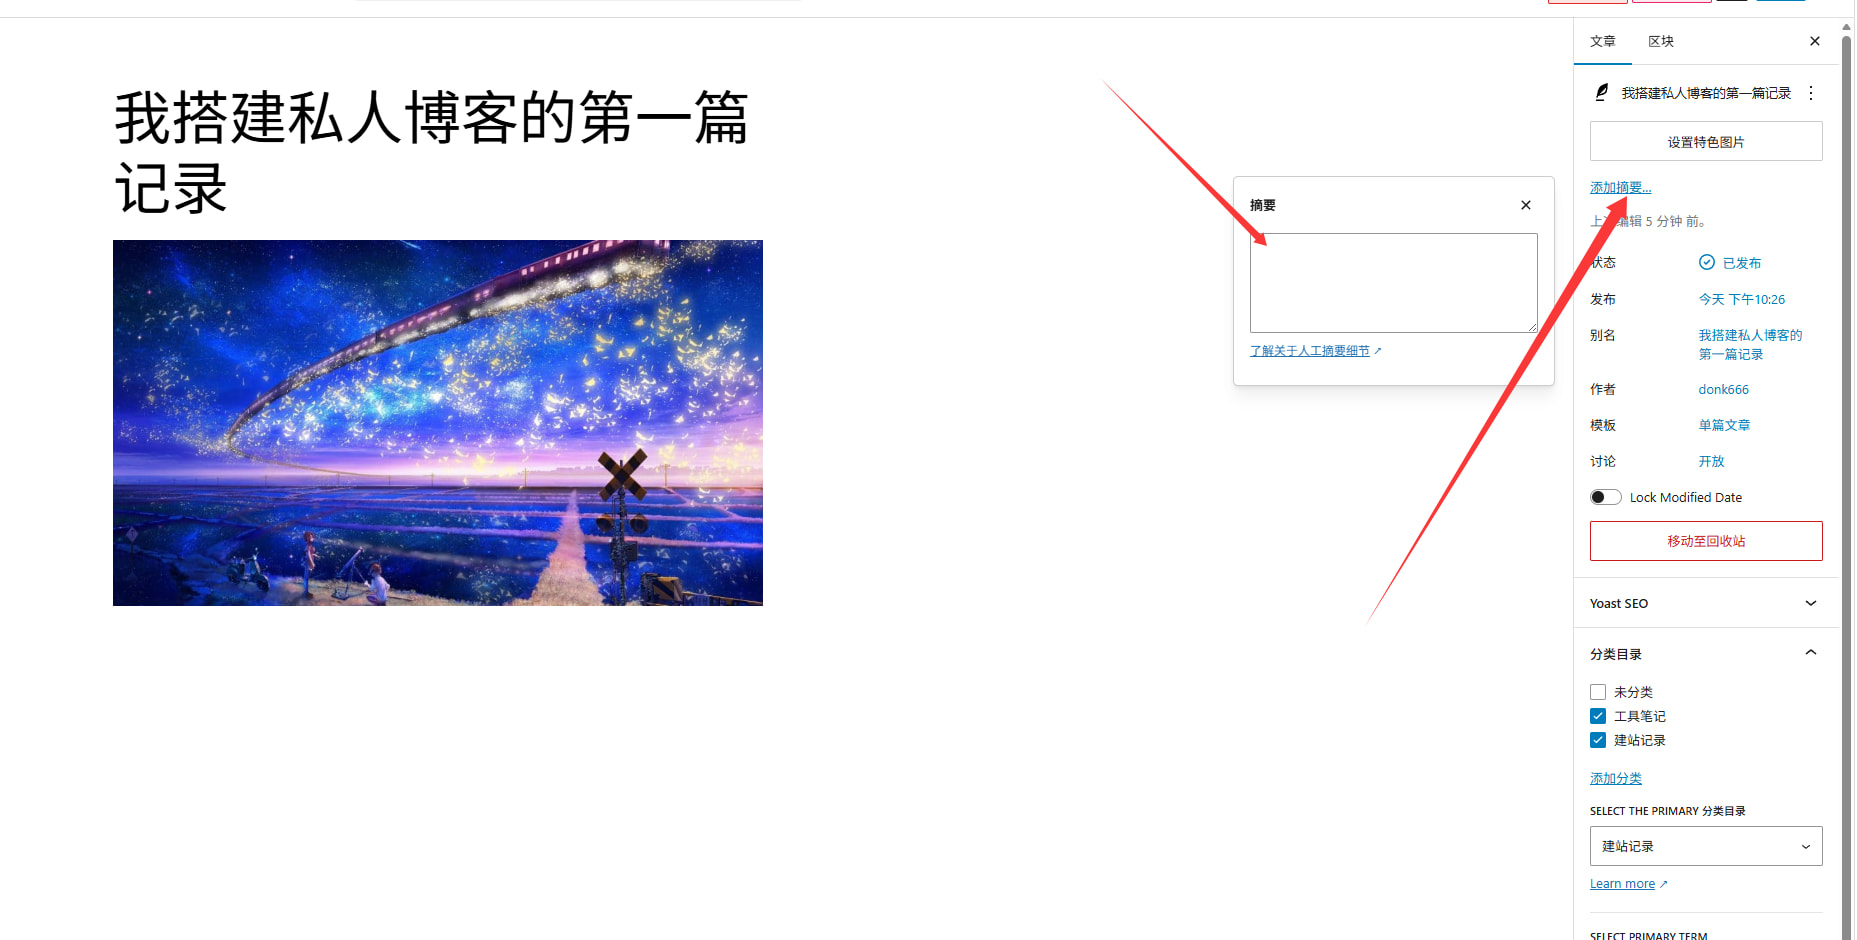 我搭建私人博客的第一篇
记录
摘要
了解关于人工摘要细节 ↗
文章 区块
我搭建私人博客的第一篇记录
设置特色图片
添加摘要...
上次编辑 5 分钟 前。
状态 已发布
发布 今天 下午10:26
别名 我搭建私人博客的
第一篇记录
作者 donk666
模板 单篇文章
讨论 开放
Lock Modified Date
移动至回收站
Yoast SEO
分类目录
未分类
工具笔记
建站记录
添加分类
SELECT THE PRIMARY 分类目录
建站记录
Learn more ↗
SELECT PRIMARY TERM